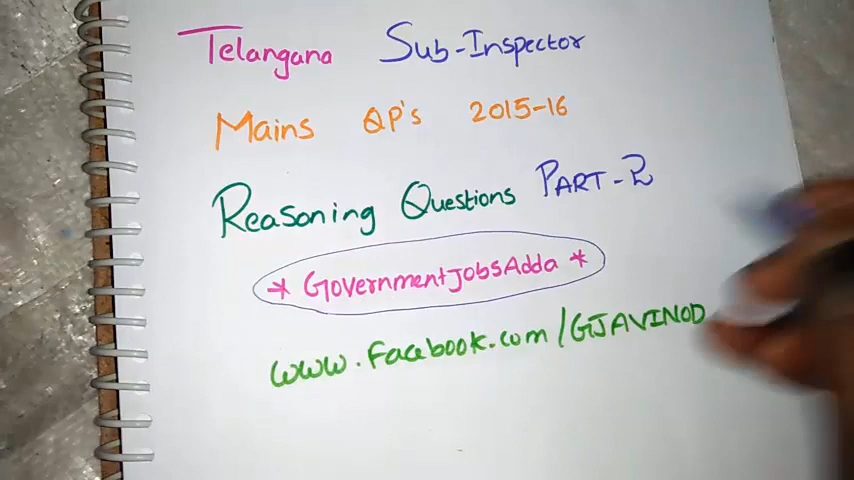 Telangana Sub-Inspector
Mains QP's 2015-16
Reasoning Questions PART-2
* GovernmentJobsAdda *
www.facebook.com/GJAVINOD